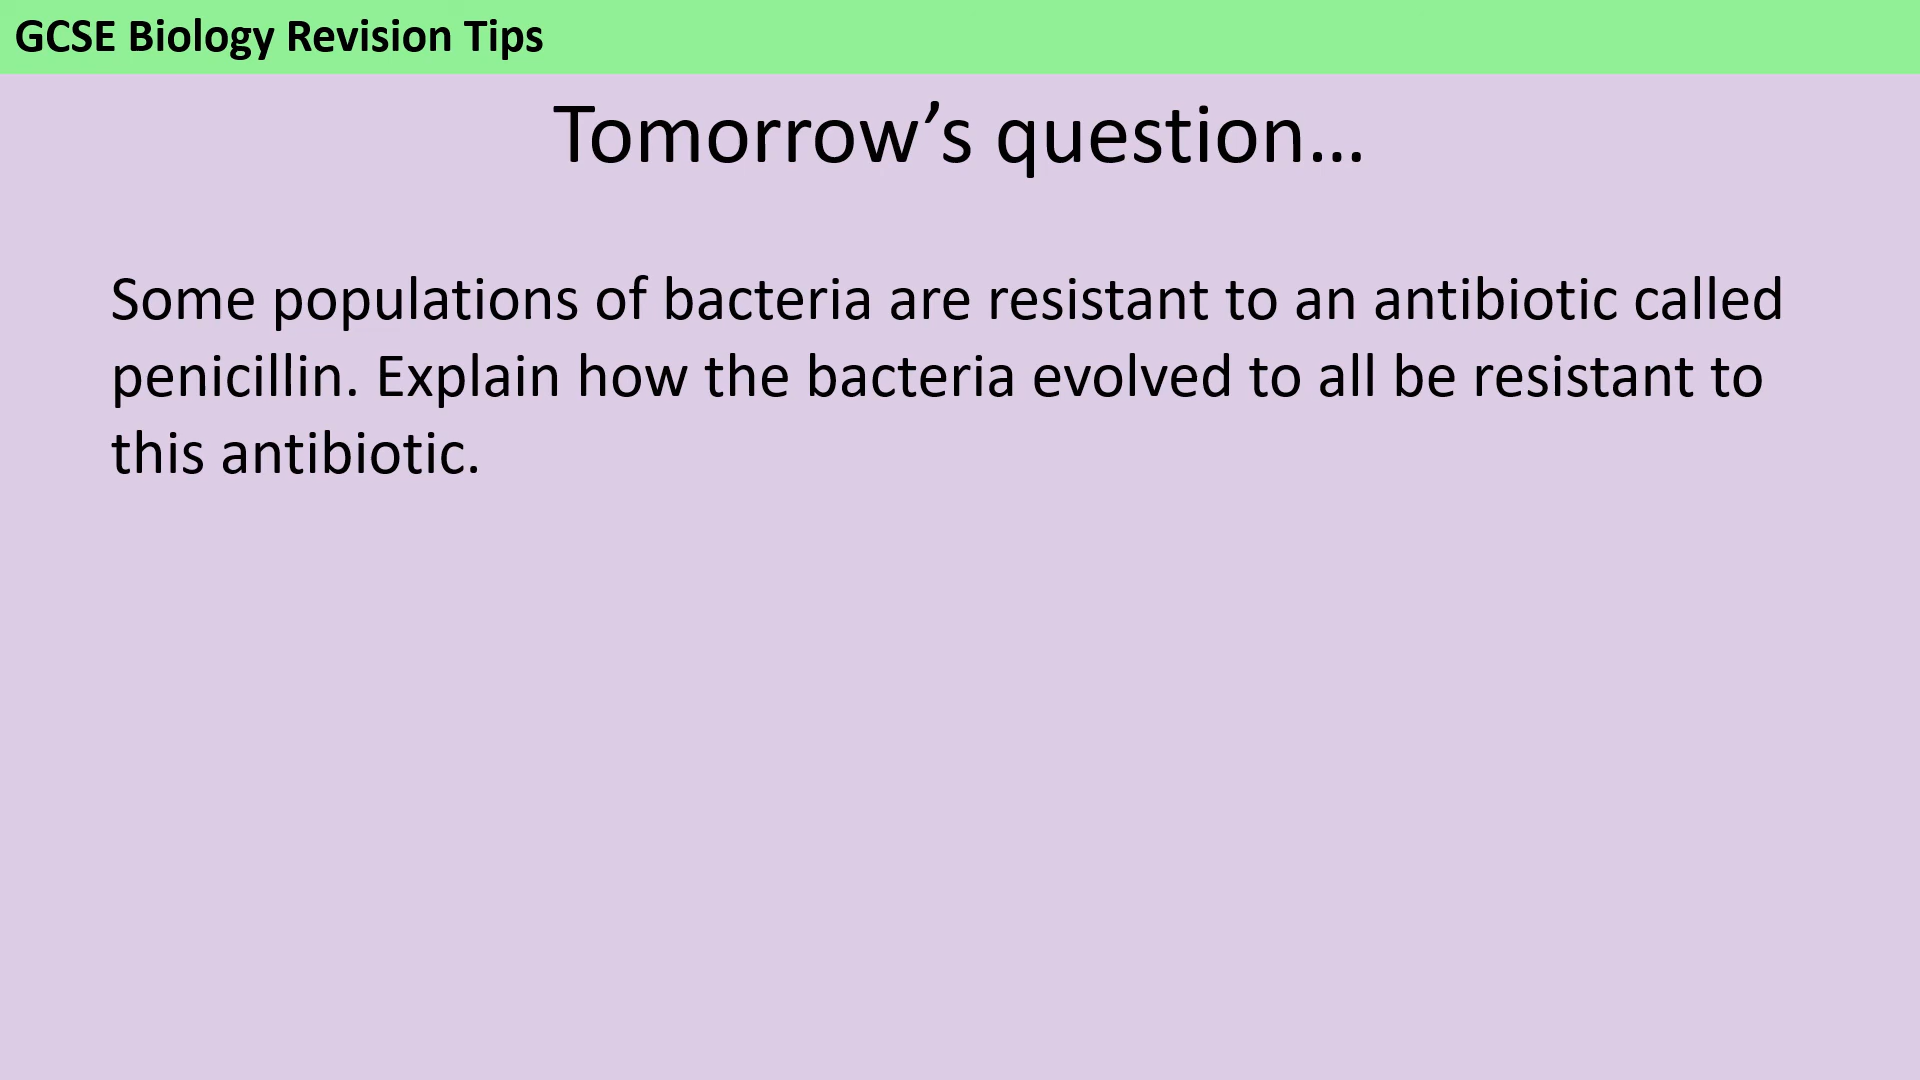 GCSE Biology Revision Tips
Tomorrow’s question…
Some populations of bacteria are resistant to an antibiotic called
penicillin. Explain how the bacteria evolved to all be resistant to
this antibiotic.